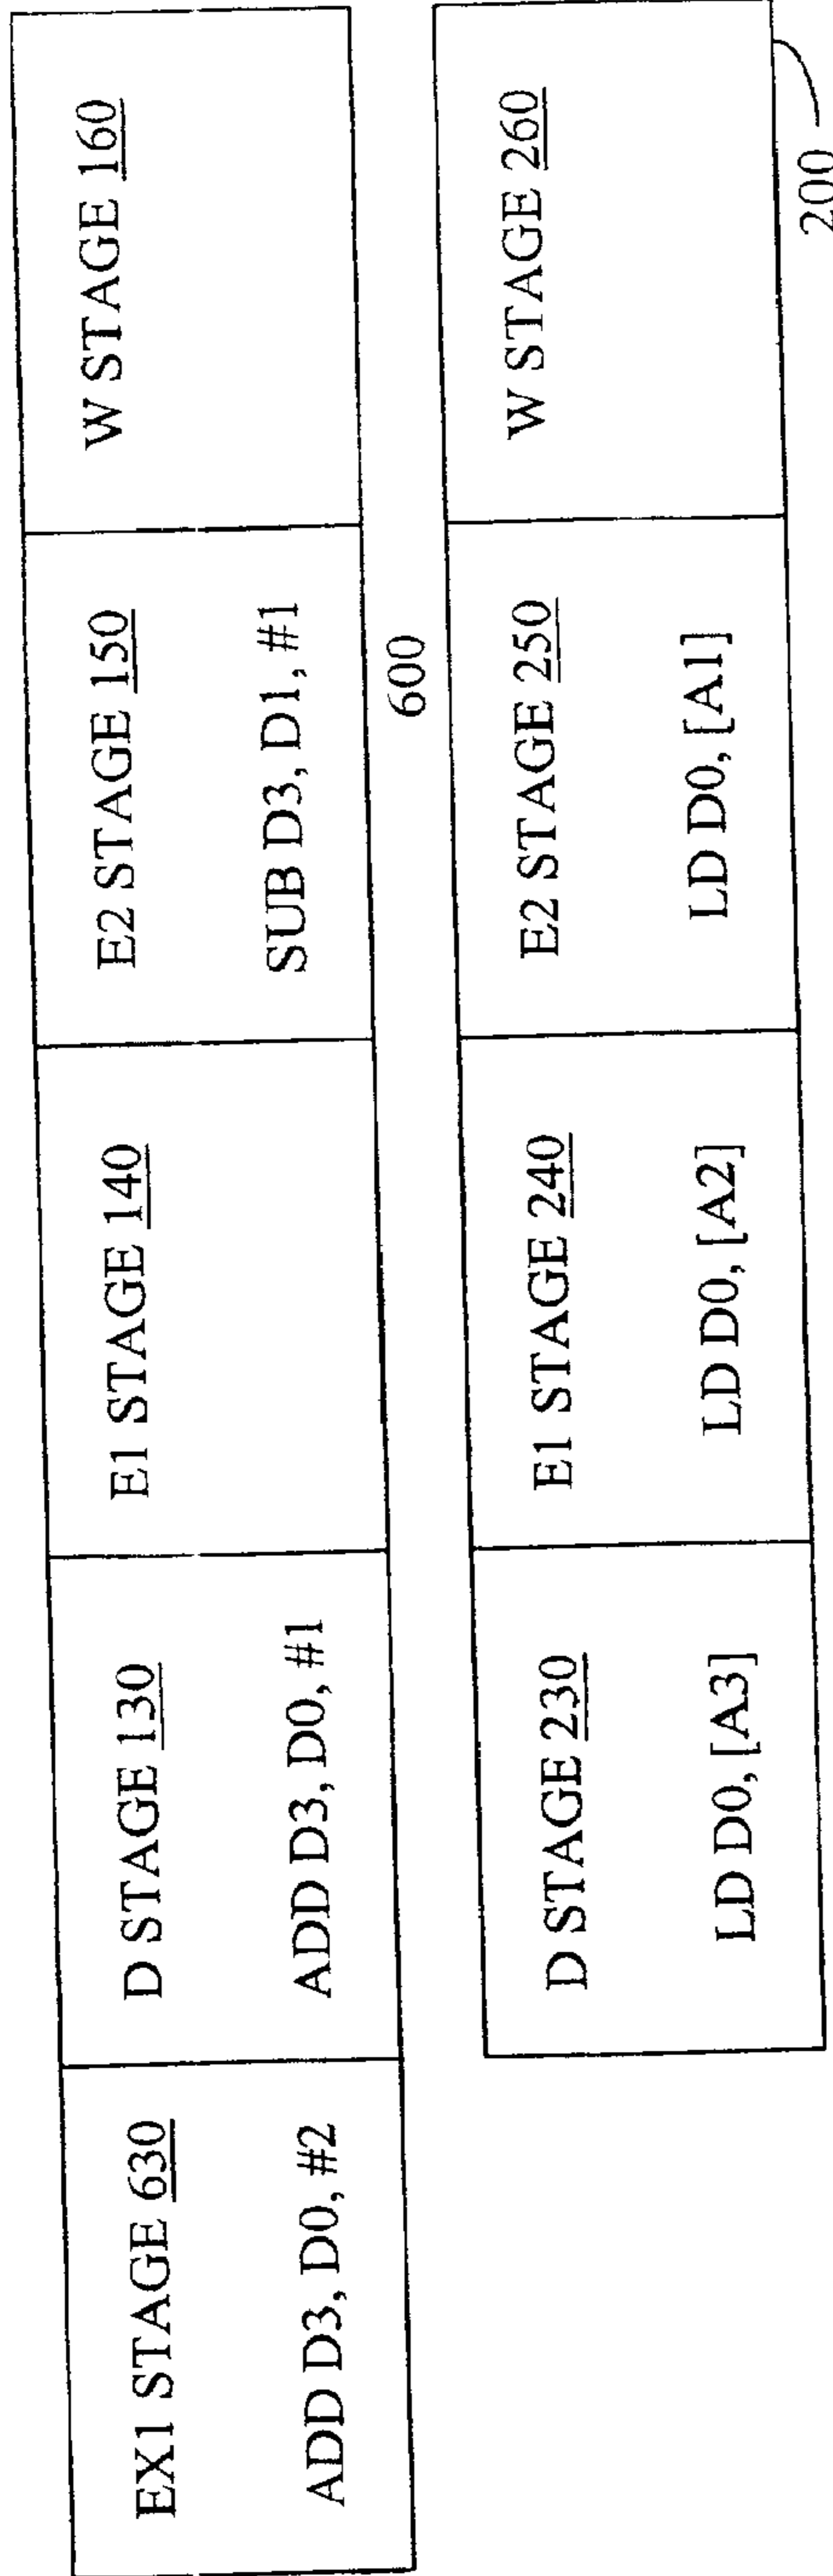 EX1 STAGE 630
ADD D3, D0, #2
D STAGE 130
ADD D3, D0, #1
E1 STAGE 140
E2 STAGE 150
SUB D3, D1, #1
W STAGE 160
600
D STAGE 230
LD D0, [A3]
E1 STAGE 240
LD D0, [A2]
E2 STAGE 250
LD D0, [A1]
W STAGE 260
200